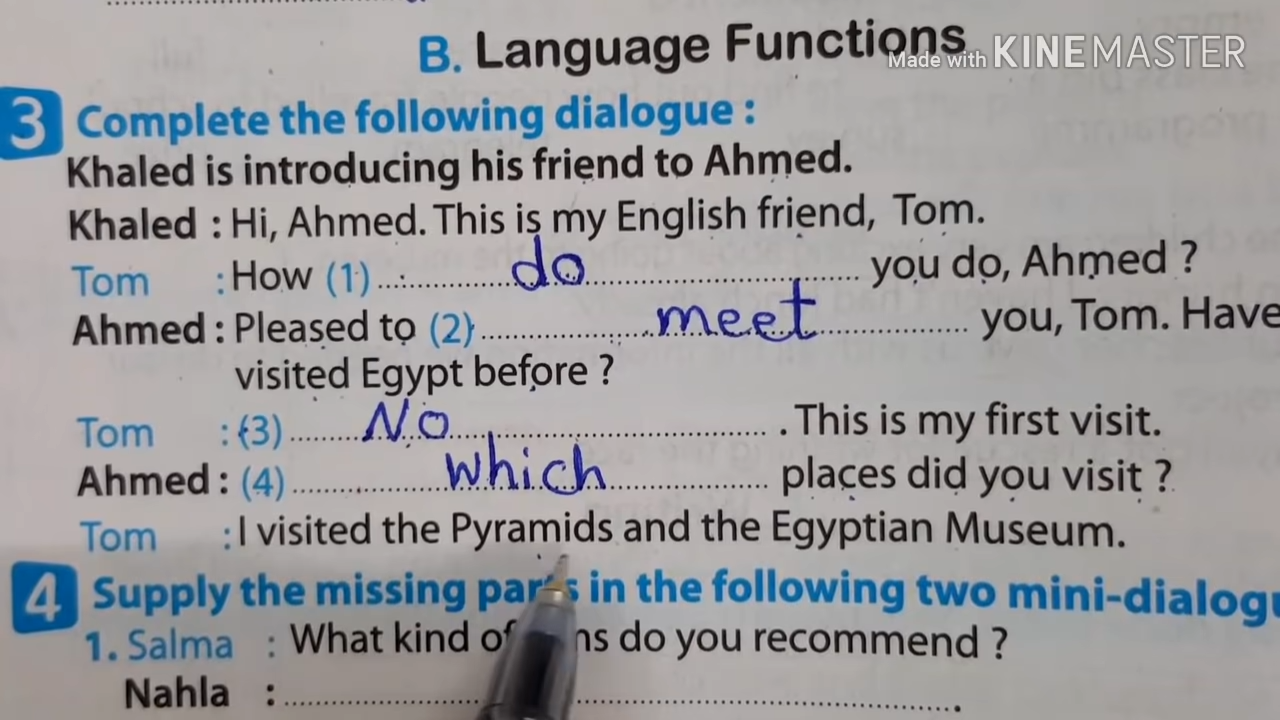 B. Language Functions
Made with KINEMASTER
3 Complete the following dialogue :
Khaled is introducing his friend to Ahmed.
Khaled : Hi, Ahmed. This is my English friend, Tom.
Tom : How (1) do you do, Ahmed ?
Ahmed : Pleased to (2) meet you, Tom. Have
visited Egypt before ?
Tom : (3) No . This is my first visit.
Ahmed : (4) which places did you visit ?
Tom : I visited the Pyramids and the Egyptian Museum.
4 Supply the missing parts in the following two mini-dialogu
1. Salma : What kind of do you recommend ?
Nahla : .